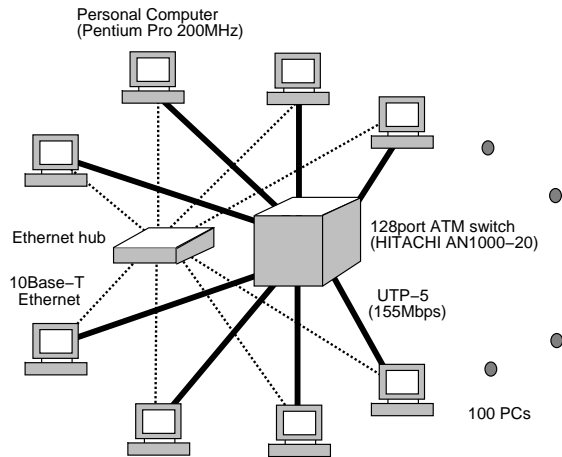 Personal Computer
(Pentium Pro 200MHz)
Ethernet hub
128port ATM switch
(HITACHI AN1000−20)
10Base−T
Ethernet
UTP−5
(155Mbps)
100 PCs